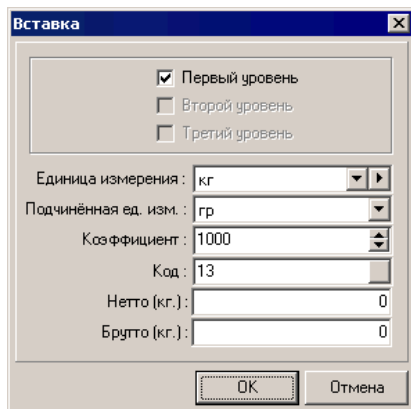 Вставка
Первый уровень
Второй уровень
Третий уровень
Единица измерения : кг
Подчинённая ед. изм. : гр
Коэффициент : 1000
Код : 13
Нетто (кг.) : 0
Брутто (кг.) : 0
OK Отмена